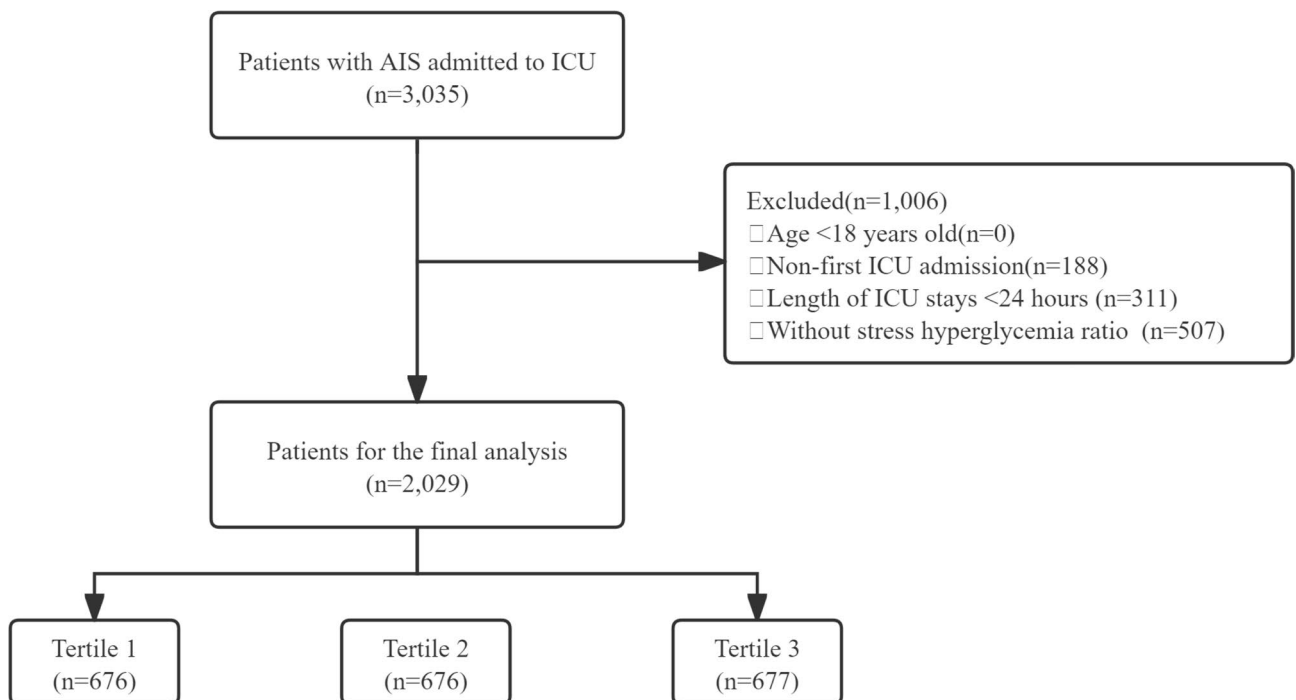 Patients with AIS admitted to ICU
(n=3,035)
Excluded(n=1,006)
□Age <18 years old(n=0)
□Non-first ICU admission(n=188)
□Length of ICU stays <24 hours (n=311)
□Without stress hyperglycemia ratio  (n=507)
Patients for the final analysis
(n=2,029)
Tertile 1
(n=676)
Tertile 2
(n=676)
Tertile 3
(n=677)